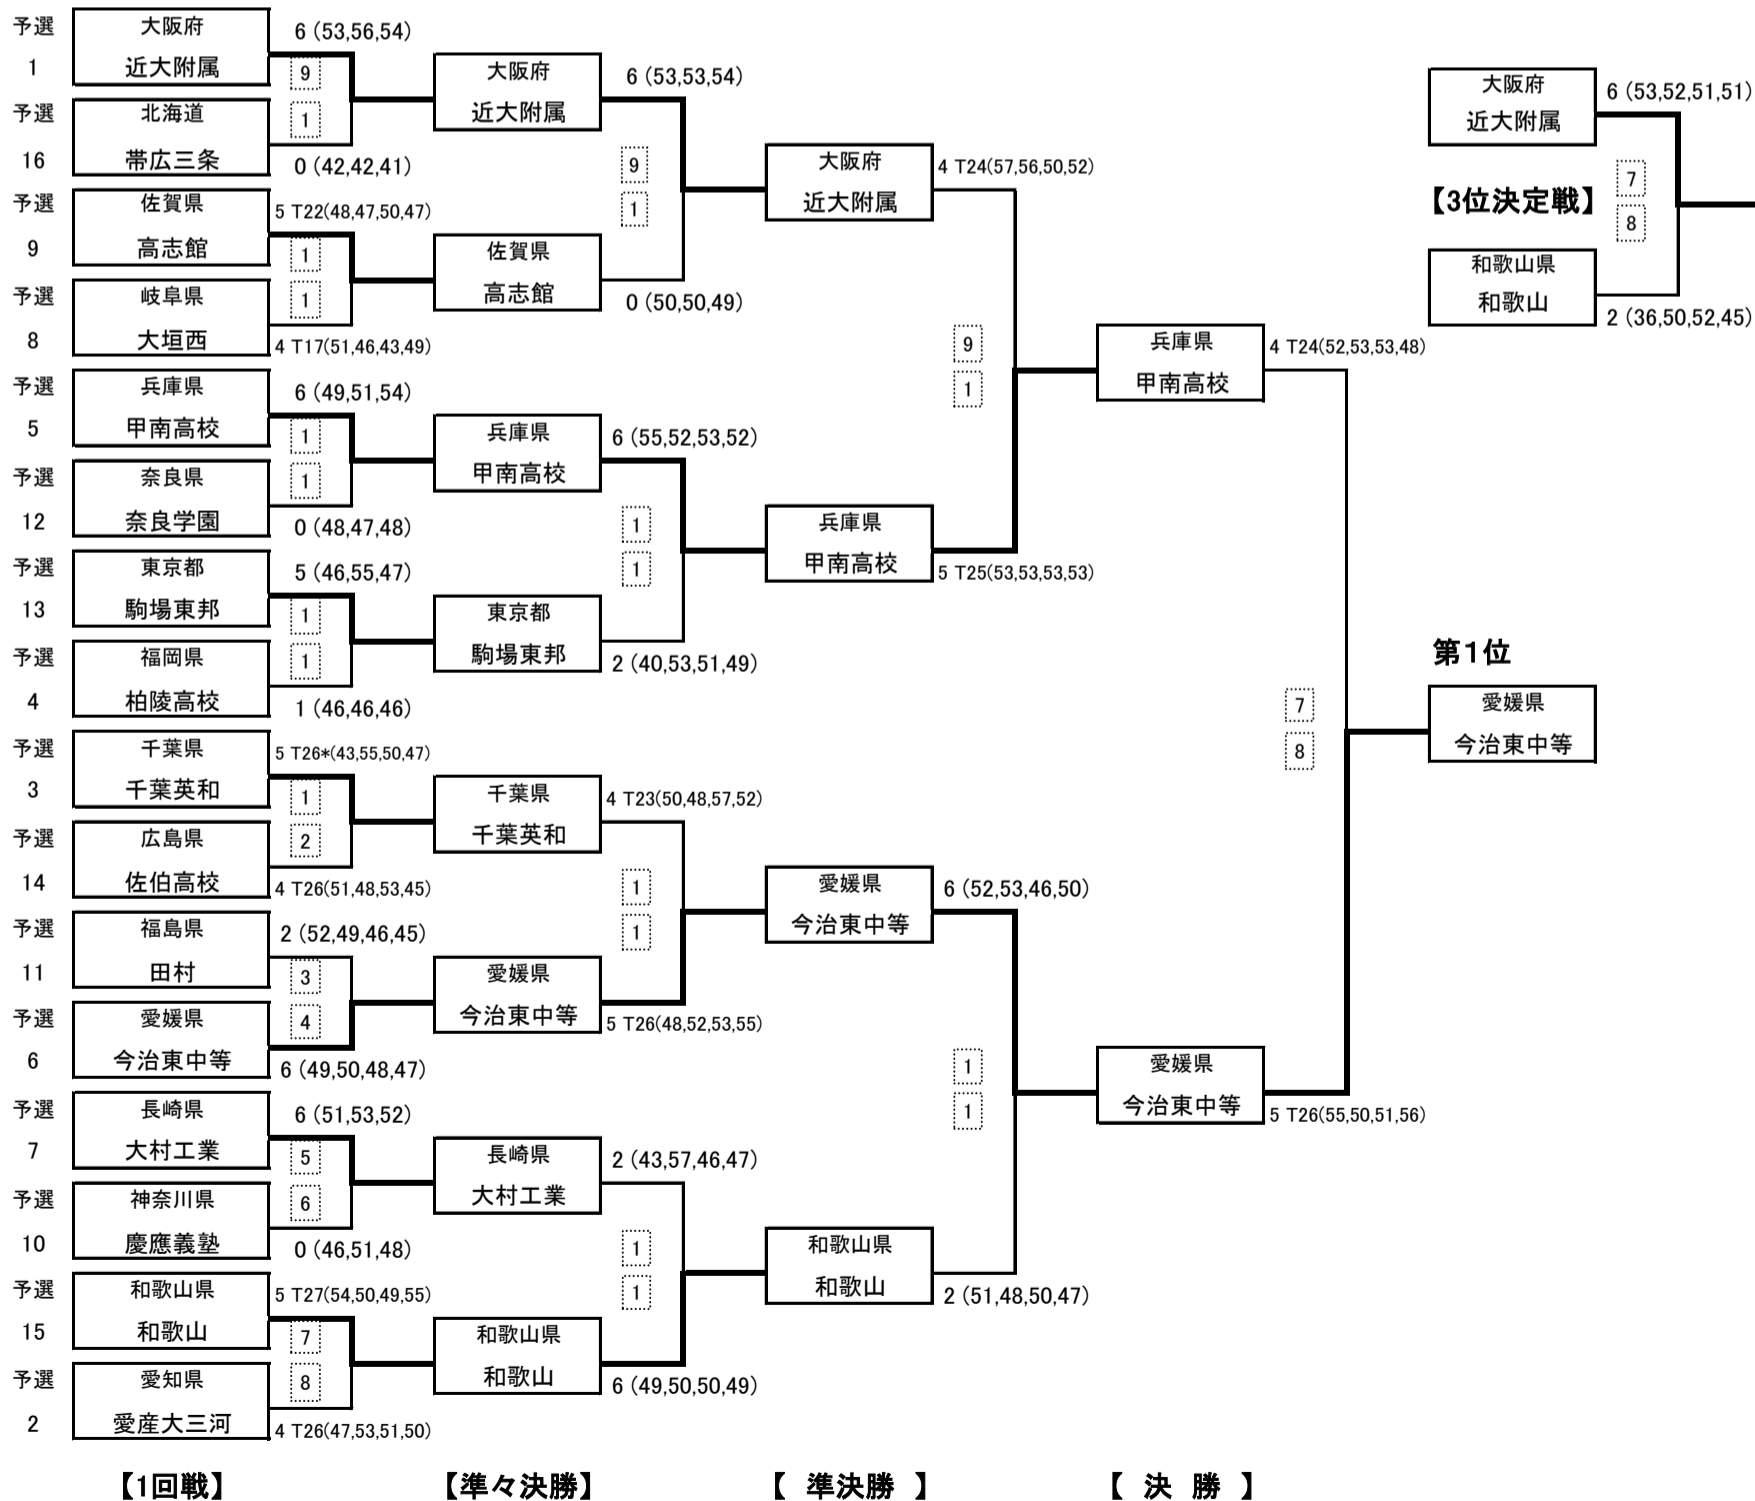 予選
1
大阪府
近大附属
6 (53,56,54)
9
予選
16
北海道
帯広三条
1
0 (42,42,41)
予選
9
佐賀県
高志館
5 T22(48,47,50,47)
1
予選
8
岐阜県
大垣西
1
4 T17(51,46,43,49)
予選
5
兵庫県
甲南高校
6 (49,51,54)
1
予選
12
奈良県
奈良学園
1
0 (48,47,48)
予選
13
東京都
駒場東邦
5 (46,55,47)
1
予選
4
福岡県
柏陵高校
1
1 (46,46,46)
予選
3
千葉県
千葉英和
5 T26*(43,55,50,47)
1
予選
14
広島県
佐伯高校
2
4 T26(51,48,53,45)
予選
11
福島県
田村
2 (52,49,46,45)
3
予選
6
愛媛県
今治東中等
4
6 (49,50,48,47)
予選
7
長崎県
大村工業
6 (51,53,52)
5
予選
10
神奈川県
慶應義塾
6
0 (46,51,48)
予選
15
和歌山県
和歌山
5 T27(54,50,49,55)
7
予選
2
愛知県
愛産大三河
8
4 T26(47,53,51,50)
【1回戦】
大阪府
近大附属
6 (53,53,54)
9
1
佐賀県
高志館
0 (50,50,49)
兵庫県
甲南高校
6 (55,52,53,52)
1
1
東京都
駒場東邦
2 (40,53,51,49)
千葉県
千葉英和
4 T23(50,48,57,52)
1
1
愛媛県
今治東中等
5 T26(48,52,53,55)
長崎県
大村工業
2 (43,57,46,47)
1
1
和歌山県
和歌山
6 (49,50,50,49)
【準々決勝】
大阪府
近大附属
4 T24(57,56,50,52)
9
1
兵庫県
甲南高校
5 T25(53,53,53,53)
愛媛県
今治東中等
6 (52,53,46,50)
1
1
和歌山県
和歌山
2 (51,48,50,47)
【 準決勝 】
兵庫県
甲南高校
4 T24(52,53,53,48)
7
8
愛媛県
今治東中等
5 T26(55,50,51,56)
【 決 勝 】
大阪府
近大附属
6 (53,52,51,51)
【3位決定戦】
7
8
和歌山県
和歌山
2 (36,50,52,45)
第1位
愛媛県
今治東中等